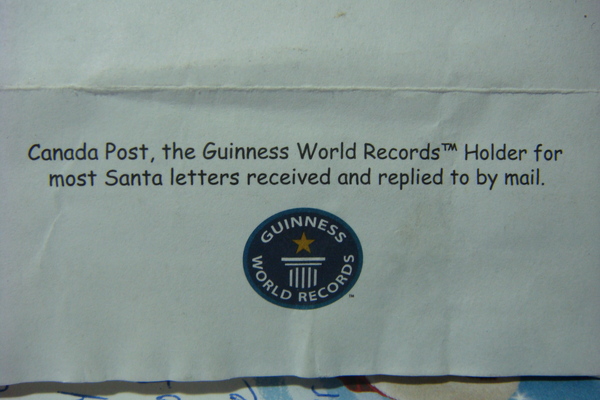 Canada Post, the Guinness World Records™ Holder for
most Santa letters received and replied to by mail.
GUINNESS
WORLD RECORDS
™